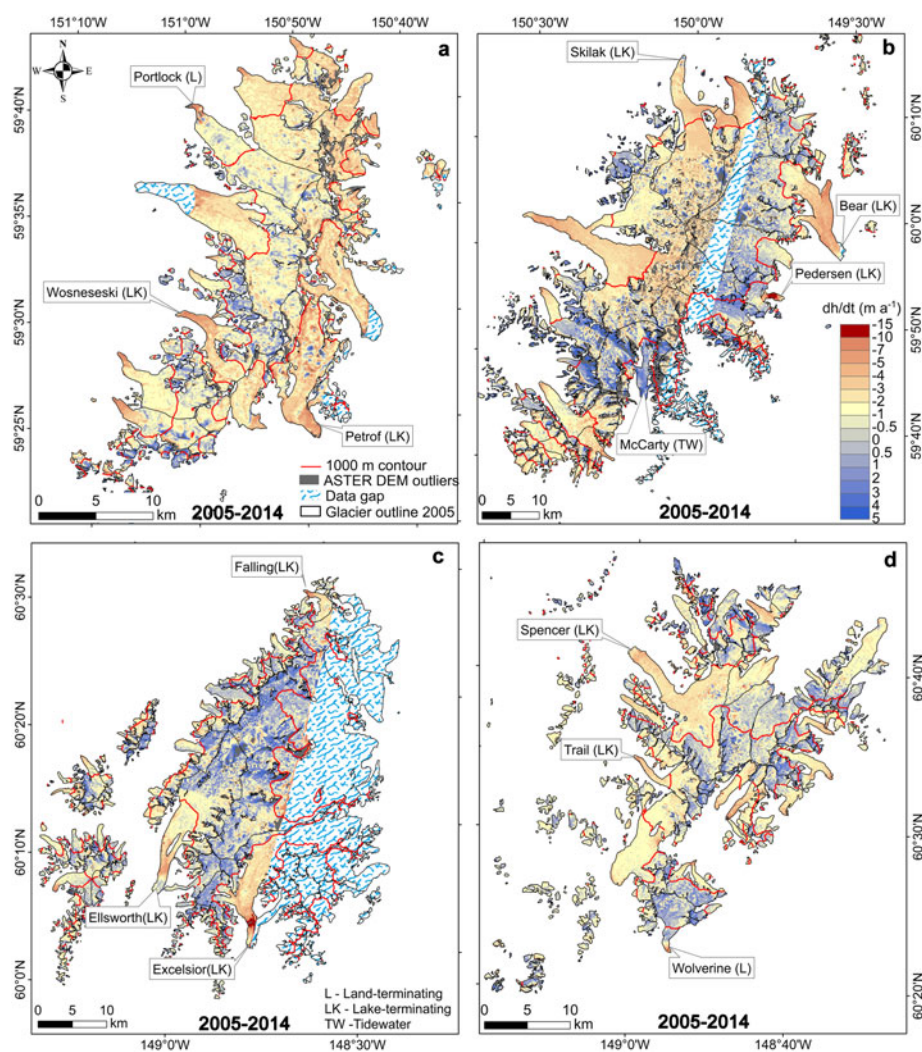 151°10'W 151°0'W 150°50'W 150°40'W
150°30'W 150°0'W 149°30'W
a
N
W E
S
Portlock (L)
59°40'N
59°35'N
Wosneseski (LK)
59°30'N
59°25'N
Petrof (LK)
1000 m contour
ASTER DEM outliers
Data gap
Glacier outline 2005
0 5 10
km
2005-2014
b
Skilak (LK)
60°10'N
60°0'N
Bear (LK)
Pedersen (LK)
59°50'N
dh/dt (m a⁻¹)
-15
-10
-7
-5
-4
-3
-2
-1
-0.5
0
0.5
1
2
3
4
5
McCarty (TW)
59°40'N
0 5 10
km
2005-2014
c
Falling(LK)
60°30'N
60°20'N
60°10'N
Ellsworth(LK)
Excelsior(LK)
60°0'N
L - Land-terminating
LK - Lake-terminating
TW -Tidewater
0 5 10
km
2005-2014
149°0'W 148°30'W
d
Spencer (LK)
60°40'N
Trail (LK)
60°30'N
Wolverine (L)
60°20'N
0 5 10
km
2005-2014
149°0'W 148°40'W